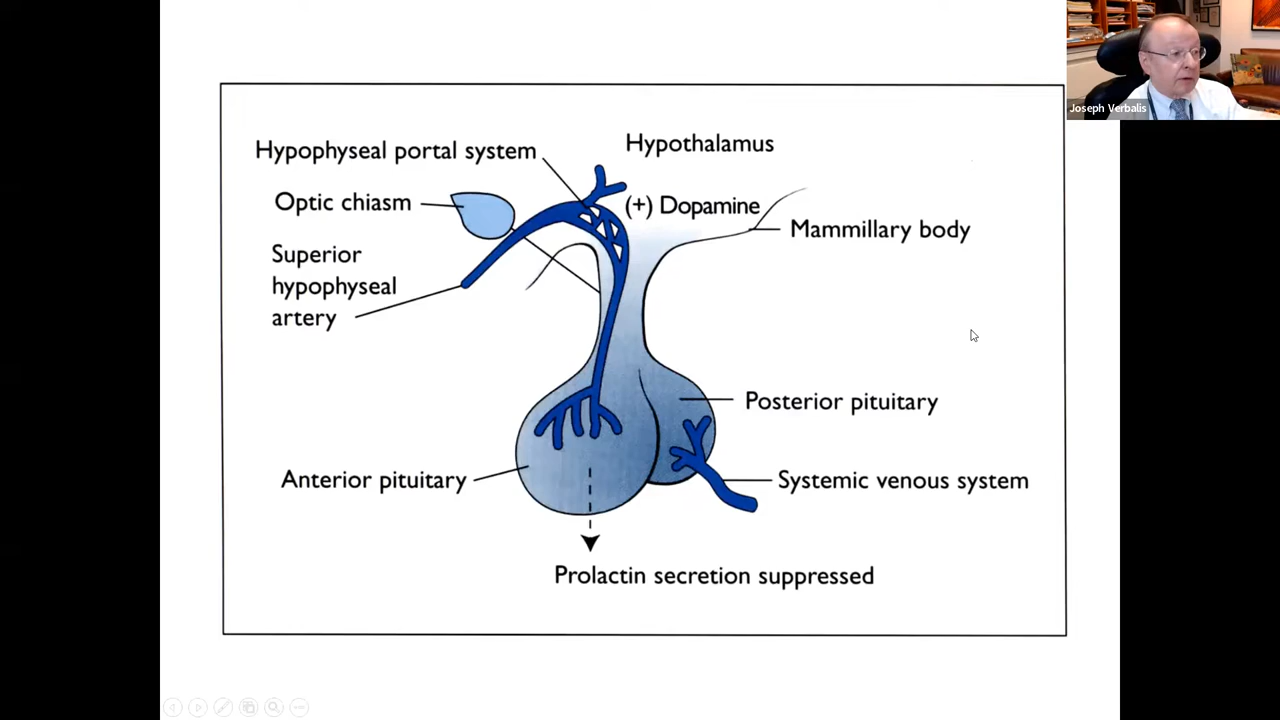 Joseph Verbalis
Hypophyseal portal system
Hypothalamus
Optic chiasm
(+) Dopamine
Mammillary body
Superior
hypophyseal
artery
Posterior pituitary
Anterior pituitary
Systemic venous system
Prolactin secretion suppressed